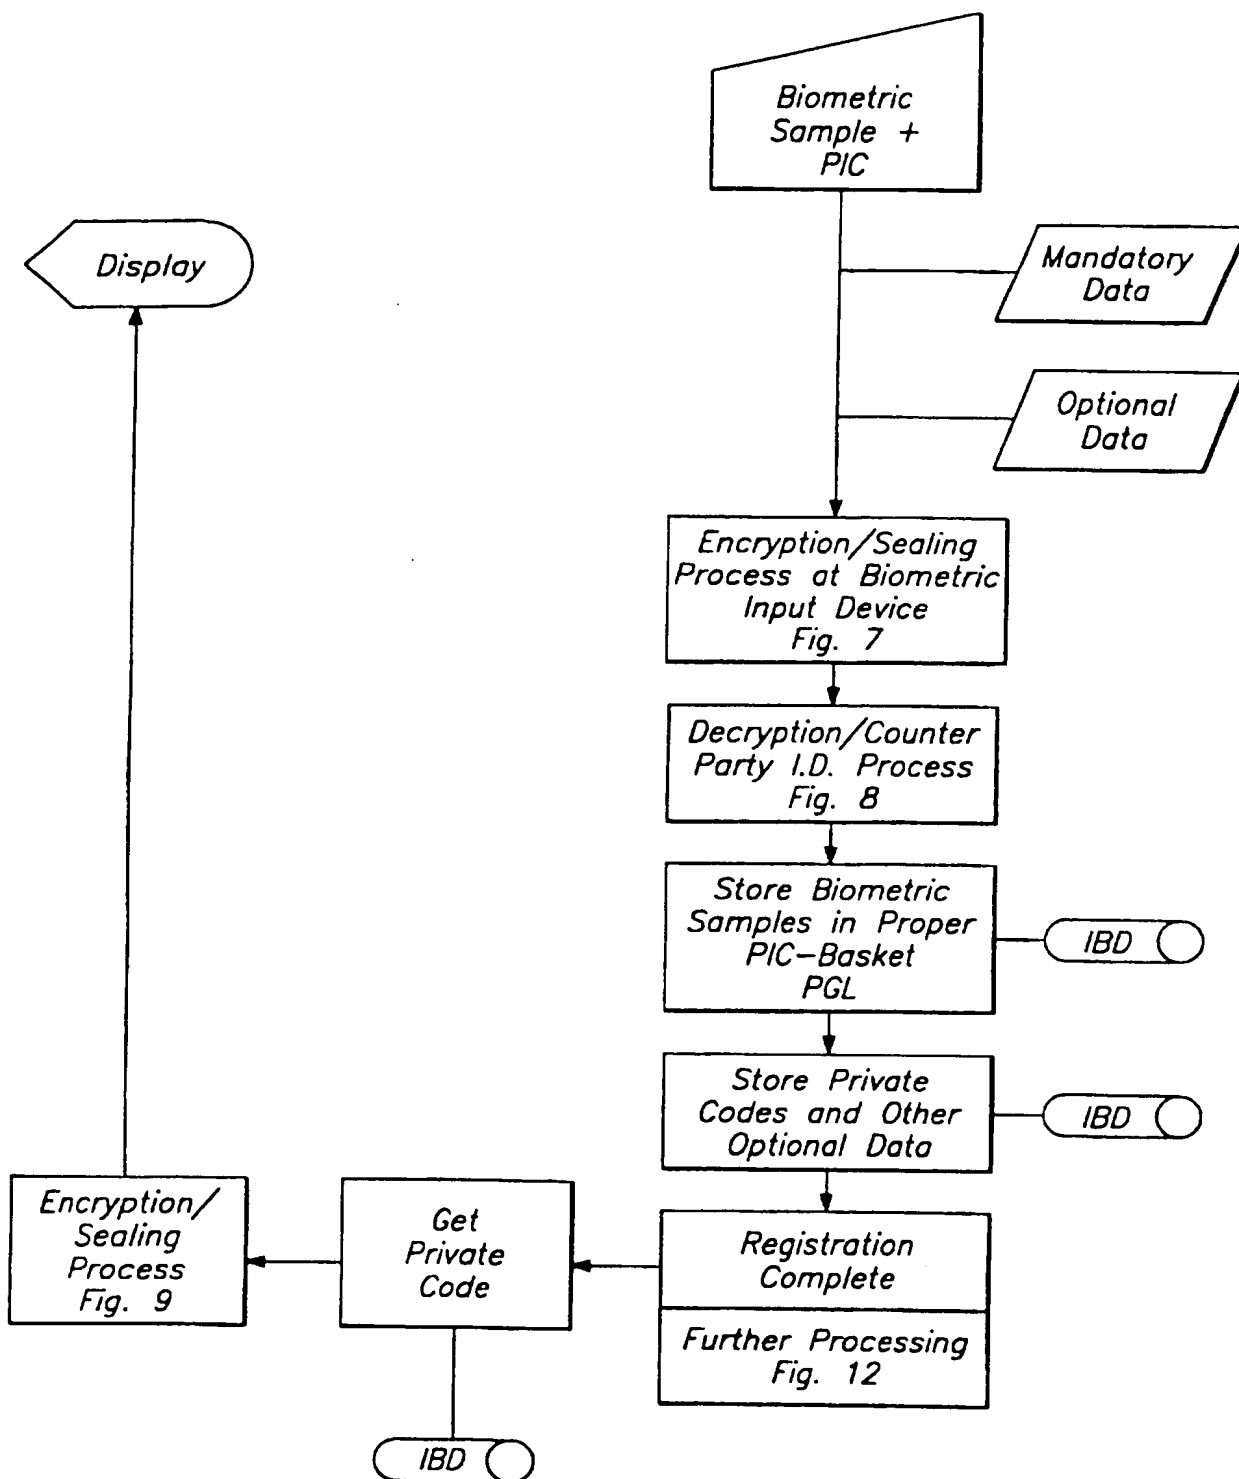 Biometric
Sample +
PIC
Display
Mandatory
Data
Optional
Data
Encryption/Sealing
Process at Biometric
Input Device
Fig. 7
Decryption/Counter
Party I.D. Process
Fig. 8
Store Biometric
Samples in Proper
PIC-Basket
PGL
IBD
Store Private
Codes and Other
Optional Data
IBD
Registration
Complete
Further Processing
Fig. 12
Get
Private
Code
IBD
Encryption/
Sealing
Process
Fig. 9